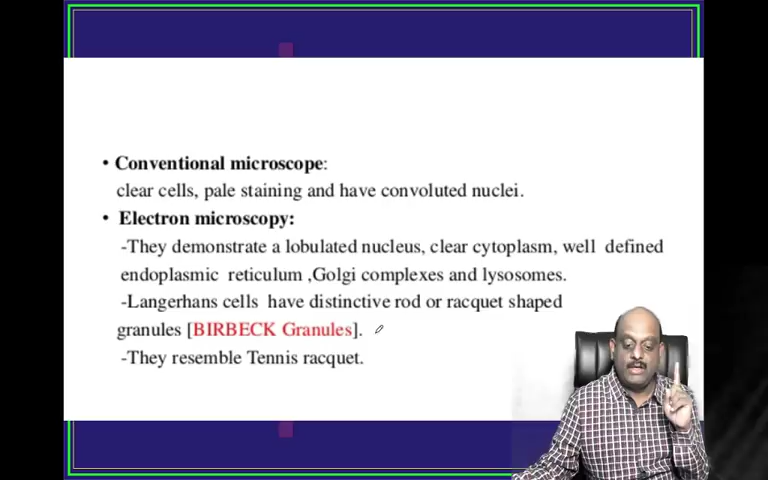 • Conventional microscope:
clear cells, pale staining and have convoluted nuclei.
• Electron microscopy:
-They demonstrate a lobulated nucleus, clear cytoplasm, well defined
endoplasmic reticulum ,Golgi complexes and lysosomes.
-Langerhans cells have distinctive rod or racquet shaped
granules [BIRBECK Granules].
-They resemble Tennis racquet.